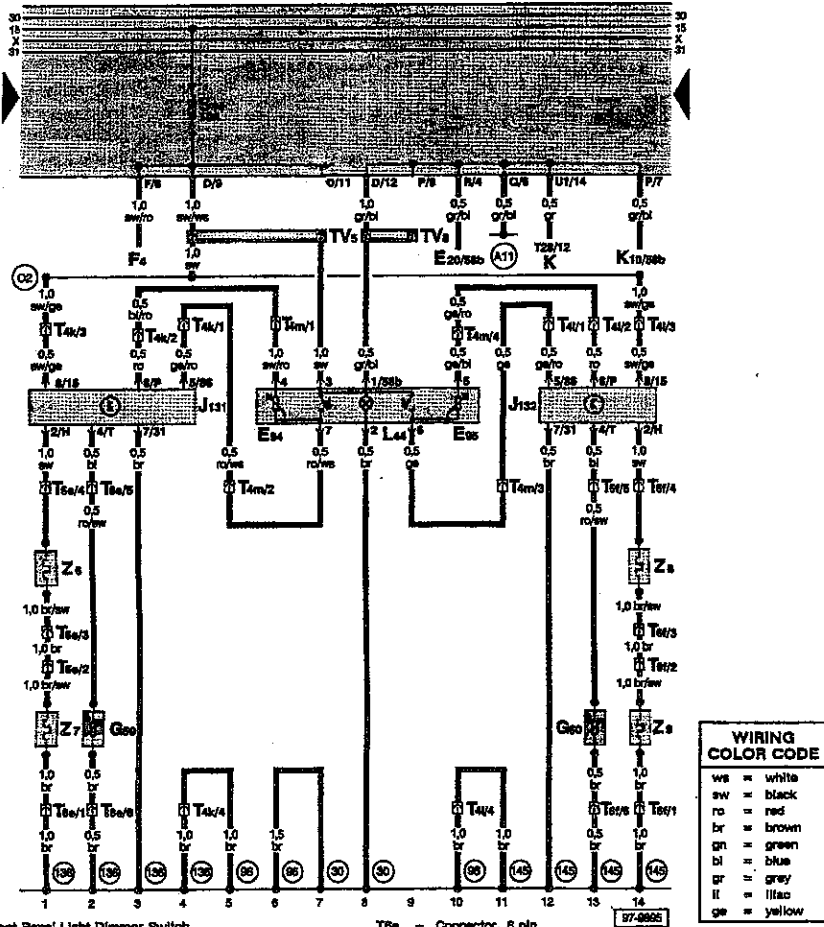 30
15
X
31
30
15
X
31
F/6 D/9 O/11 D/12 P/8 R/4 Q/6 U1/14 P/7
1,0 sw/ro
1,0 sw/ws
1,0 gr/bl
0,5 gr/bl
0,5 gr/bl
0,5 gr
0,5 gr/bl
TV5 TV8
F4
1,0 sw
E20/58b
A11
T28/12 K
K10/58b
O2
1,0 sw/ge
0,5 bl/ro
0,5 ge/ro
1,0 sw/ge
T4k/3 T4k/2 T4k/1 T4m/1 T4m/4 T4l/1 T4l/2 T4l/3
0,5 sw/ge
0,5 ro
0,5 ge/ro
1,0 sw/ro
1,0 sw
0,5 gr/bl
0,5 ge/bl
0,5 ge
0,5 ge/ro
0,5 ro
0,5 sw/ge
8/15 6/P 5/86 4 3 1/58b 5 5/86 6/P 8/15
J131 J132
2/H 4/T 7/31 E94 7 2 L44 6 E95 7/31 4/T 2/H
1,0 sw
0,5 bl
0,5 br
0,5 ro/ws
0,5 ro/ws
0,5 br
0,5 ge
0,5 br
0,5 bl
1,0 sw
T6e/4 T6e/5 T4m/2 T4m/3 T6f/5 T6f/4
0,5 ro/sw
0,5 ro/sw
Z6 Z8
1,0 br/sw
1,0 br/sw
T6e/3 T6f/3
1,0 br
1,0 br
T6e/2 T6f/2
1,0 br/sw
1,0 br/sw
Z7 G60 G60 Z9
1,0 br
0,5 br
0,5 br
1,0 br
T6e/1 T6e/6 T4k/4 T4l/4 T6f/6 T6f/1
1,0 br
0,5 br
1,0 br
1,0 br
1,5 br
1,0 br
1,0 br
0,5 br
1,0 br
136 136 136 136 98 98 30 30 98 145 145 145 145
1 2 3 4 5 6 7 8 9 10 11 12 13 14
97-9895
WIRING
COLOR CODE
ws = white
sw = black
ro = red
br = brown
gn = green
bl = blue
gr = grey
li = lilac
ge = yellow
Panel Light Dimmer Switch
T6e – Connector, 6 pin